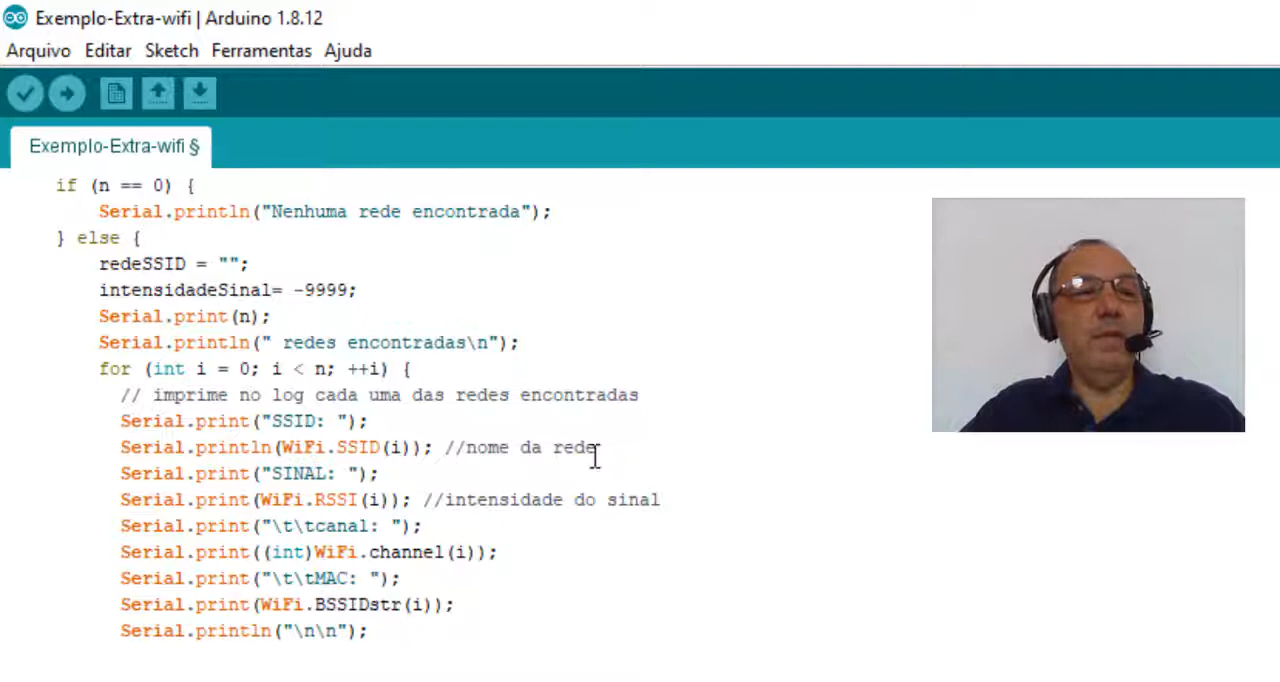 Exemplo-Extra-wifi | Arduino 1.8.12
Arquivo Editar Sketch Ferramentas Ajuda
Exemplo-Extra-wifi §
if (n == 0) {
Serial.println("Nenhuma rede encontrada");
} else {
redeSSID = "";
intensidadeSinal= -9999;
Serial.print(n);
Serial.println(" redes encontradas\n");
for (int i = 0; i < n; ++i) {
// imprime no log cada uma das redes encontradas
Serial.print("SSID: ");
Serial.println(WiFi.SSID(i)); //nome da rede
Serial.print("SINAL: ");
Serial.print(WiFi.RSSI(i)); //intensidade do sinal
Serial.print("\t\tcanal: ");
Serial.print((int)WiFi.channel(i));
Serial.print("\t\tMAC: ");
Serial.print(WiFi.BSSIDstr(i));
Serial.println("\n\n");